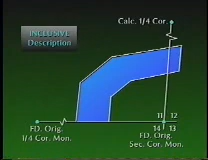 Calc. 1/4 Cor.
INCLUSIVE
Description
11 12
14 13
FD. Orig.
1/4 Cor. Mon.
FD. Orig.
Sec. Cor. Mon.